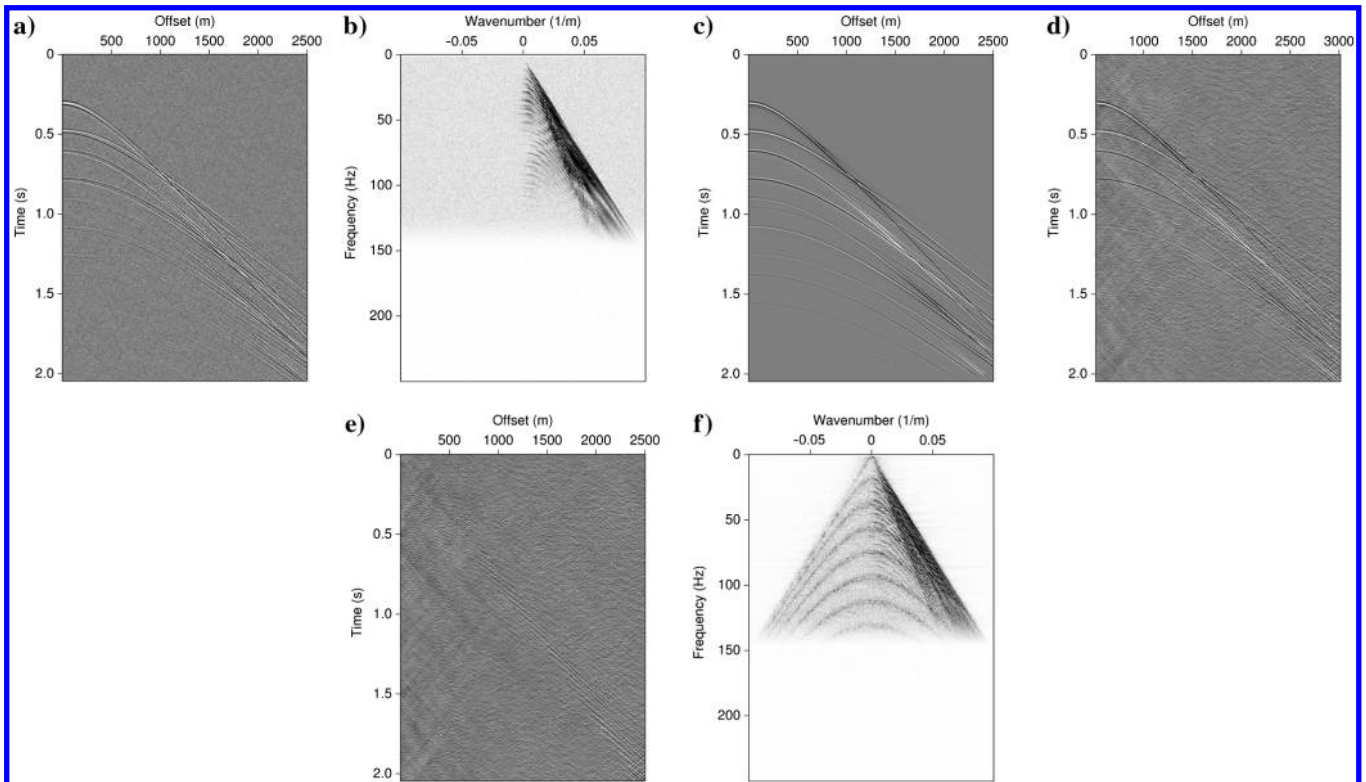 a)
Offset (m)
500 1000 1500 2000 2500
0
0.5
1.0
1.5
2.0
Time (s)
b)
Wavenumber (1/m)
-0.05 0 0.05
0
50
100
150
200
Frequency (Hz)
c)
Offset (m)
500 1000 1500 2000 2500
0
0.5
1.0
1.5
2.0
Time (s)
d)
Offset (m)
1000 1500 2000 2500 3000
0
0.5
1.0
1.5
2.0
Time (s)
e)
Offset (m)
500 1000 1500 2000 2500
0
0.5
1.0
1.5
2.0
Time (s)
f)
Wavenumber (1/m)
-0.05 0 0.05
0
50
100
150
200
Frequency (Hz)